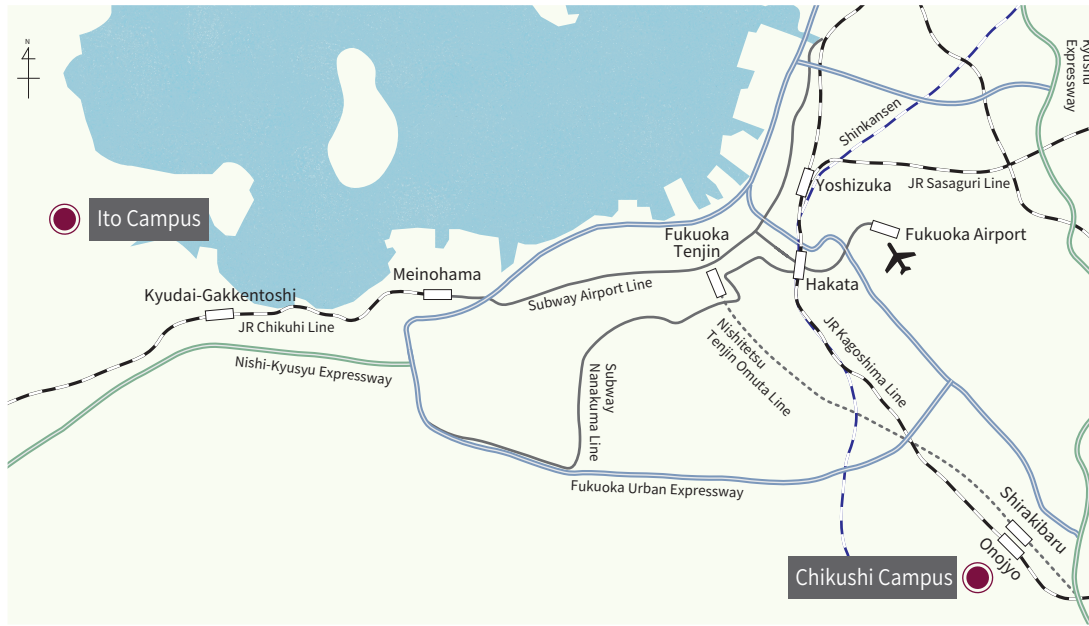 N
Kyushu
Expressway
Shinkansen
Yoshizuka
JR Sasaguri Line
Ito Campus
Fukuoka
Tenjin
Fukuoka Airport
Meinohama
Hakata
Kyudai-Gakkentoshi
Subway Airport Line
JR Chikuhi Line
Nishi-Kyusyu Expressway
Nishitetsu
Tenjin Omuta Line
JR Kagoshima Line
Subway
Nanakuma Line
Fukuoka Urban Expressway
Shirakibaru
Onojyo
Chikushi Campus